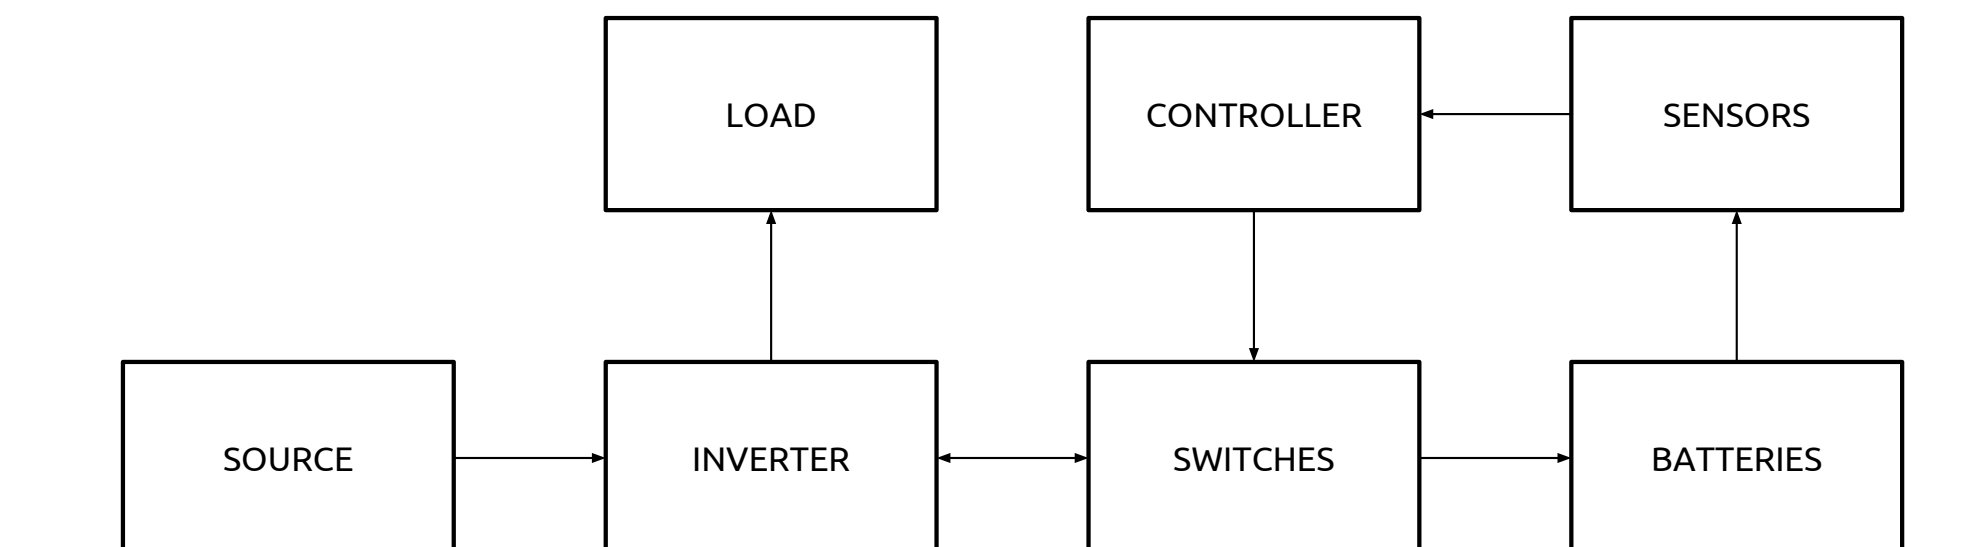 LOAD
CONTROLLER
SENSORS
SOURCE
INVERTER
SWITCHES
BATTERIES